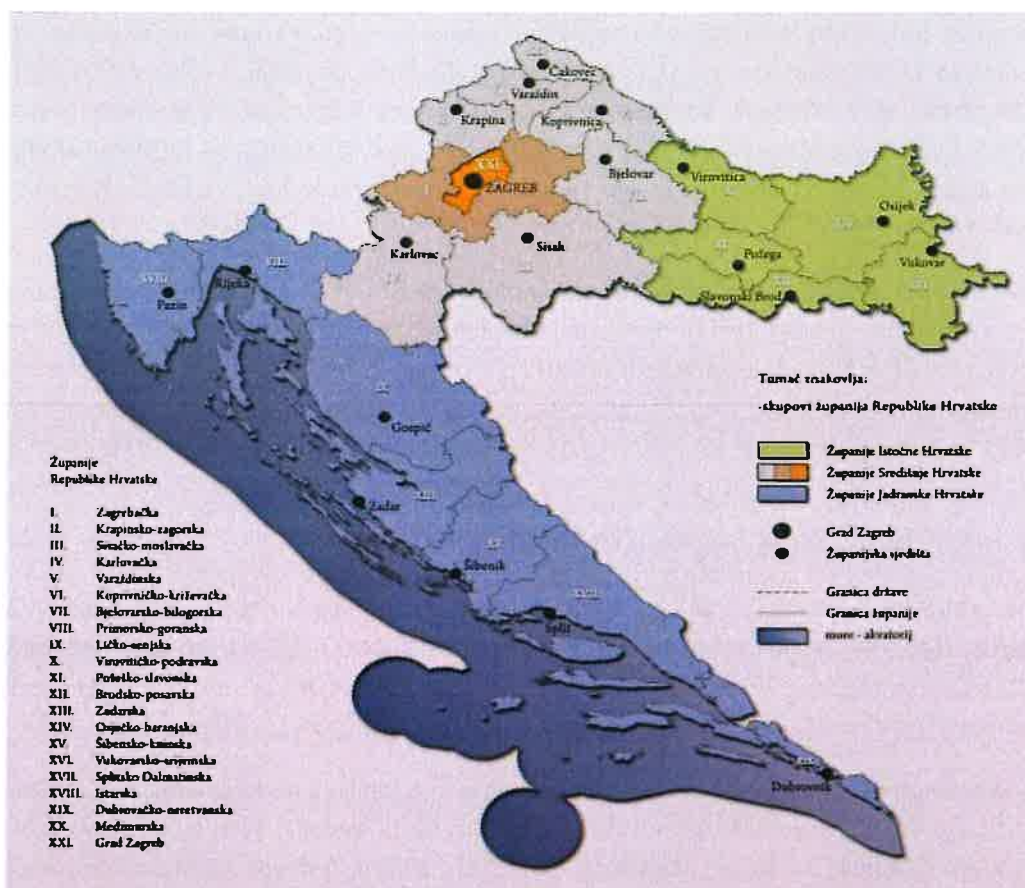 Čakovec
Varaždin
Krapina
Koprivnica
XXI.
ZAGREB
Bjelovar
Virovitica
Osijek
Karlovac
Sisak
Požega
Vukovar
Slavonski Brod
Rijeka
Pazin
Gospić
Zadar
Šibenik
Split
Dubrovnik
Tumač znakovlja:
-skupovi županija Republike Hrvatske
Županije Istočne Hrvatske
Županije Središnje Hrvatske
Županije Jadranske Hrvatske
Grad Zagreb
Županijska sjedišta
Granica države
Granica županije
more - akvatorij
Županije
Republike Hrvatske
I. Zagrebačka
II. Krapinsko-zagorska
III. Sisačko-moslavačka
IV. Karlovačka
V. Varaždinska
VI. Koprivničko-križevačka
VII. Bjelovarsko-bilogorska
VIII. Primorsko-goranska
IX. Ličko-senjska
X. Virovitičko-podravska
XI. Požeško-slavonska
XII. Brodsko-posavska
XIII. Zadarska
XIV. Osječko-baranjska
XV. Šibensko-kninska
XVI. Vukovarsko-srijemska
XVII. Splitsko Dalmatinska
XVIII. Istarska
XIX. Dubrovačko-neretvanska
XX. Međimurska
XXI. Grad Zagreb